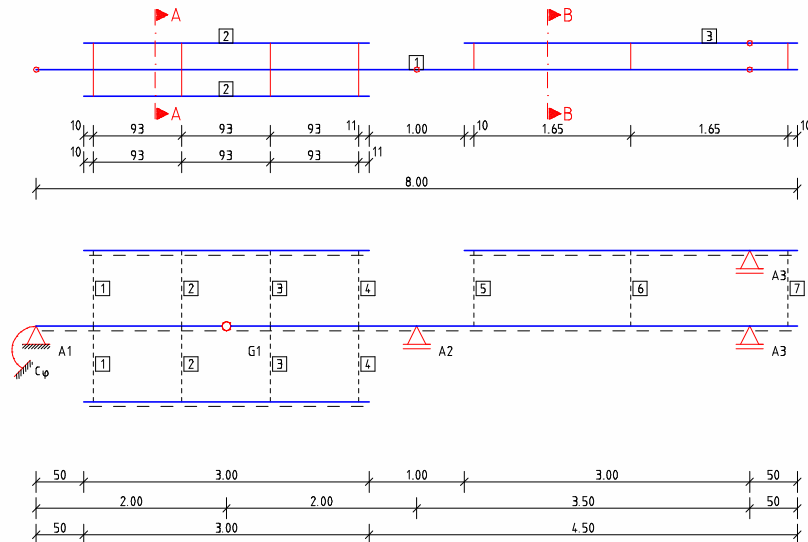 A B
2 3
1
2
A B
10 93 93 11 1.00 10 1.65 1.65 10
10 93 93 93 11
8.00
A3
1 2 3 4 5 6 7
A1 G1 A2 A3
Cφ
1 2 3 4
50 3.00 1.00 3.00 50
2.00 2.00 3.50 50
50 3.00 4.50